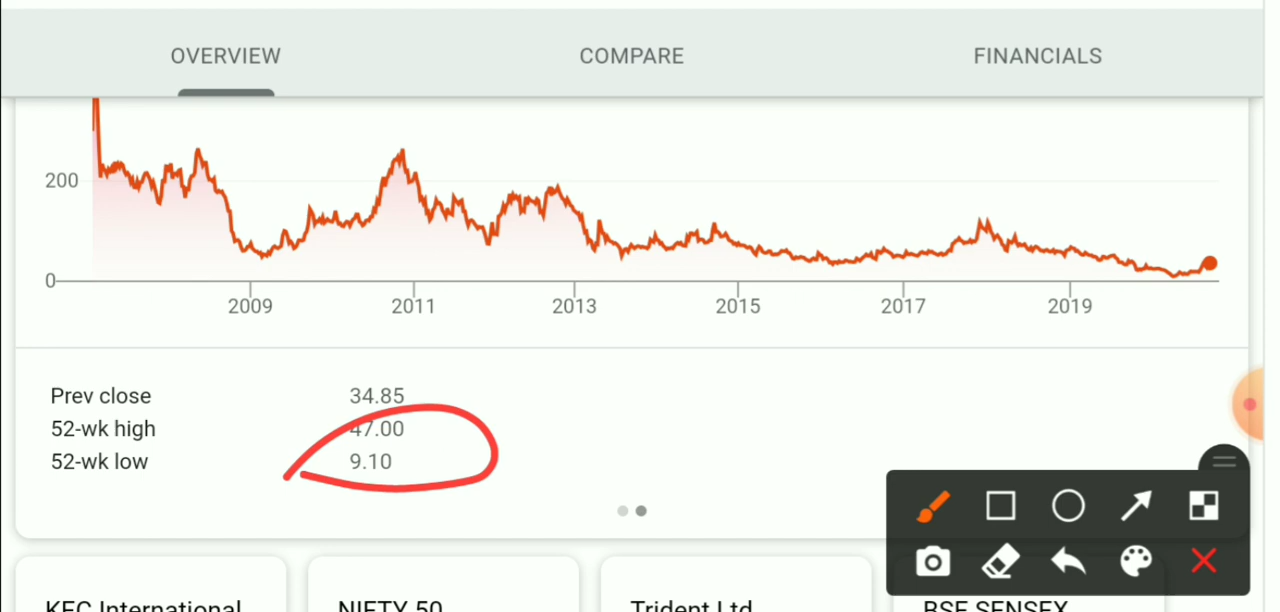 OVERVIEW COMPARE FINANCIALS
200
0
2009 2011 2013 2015 2017 2019
Prev close 34.85
52-wk high 47.00
52-wk low 9.10
KEC International NIFTY 50 Trident Ltd BSE SENSEX